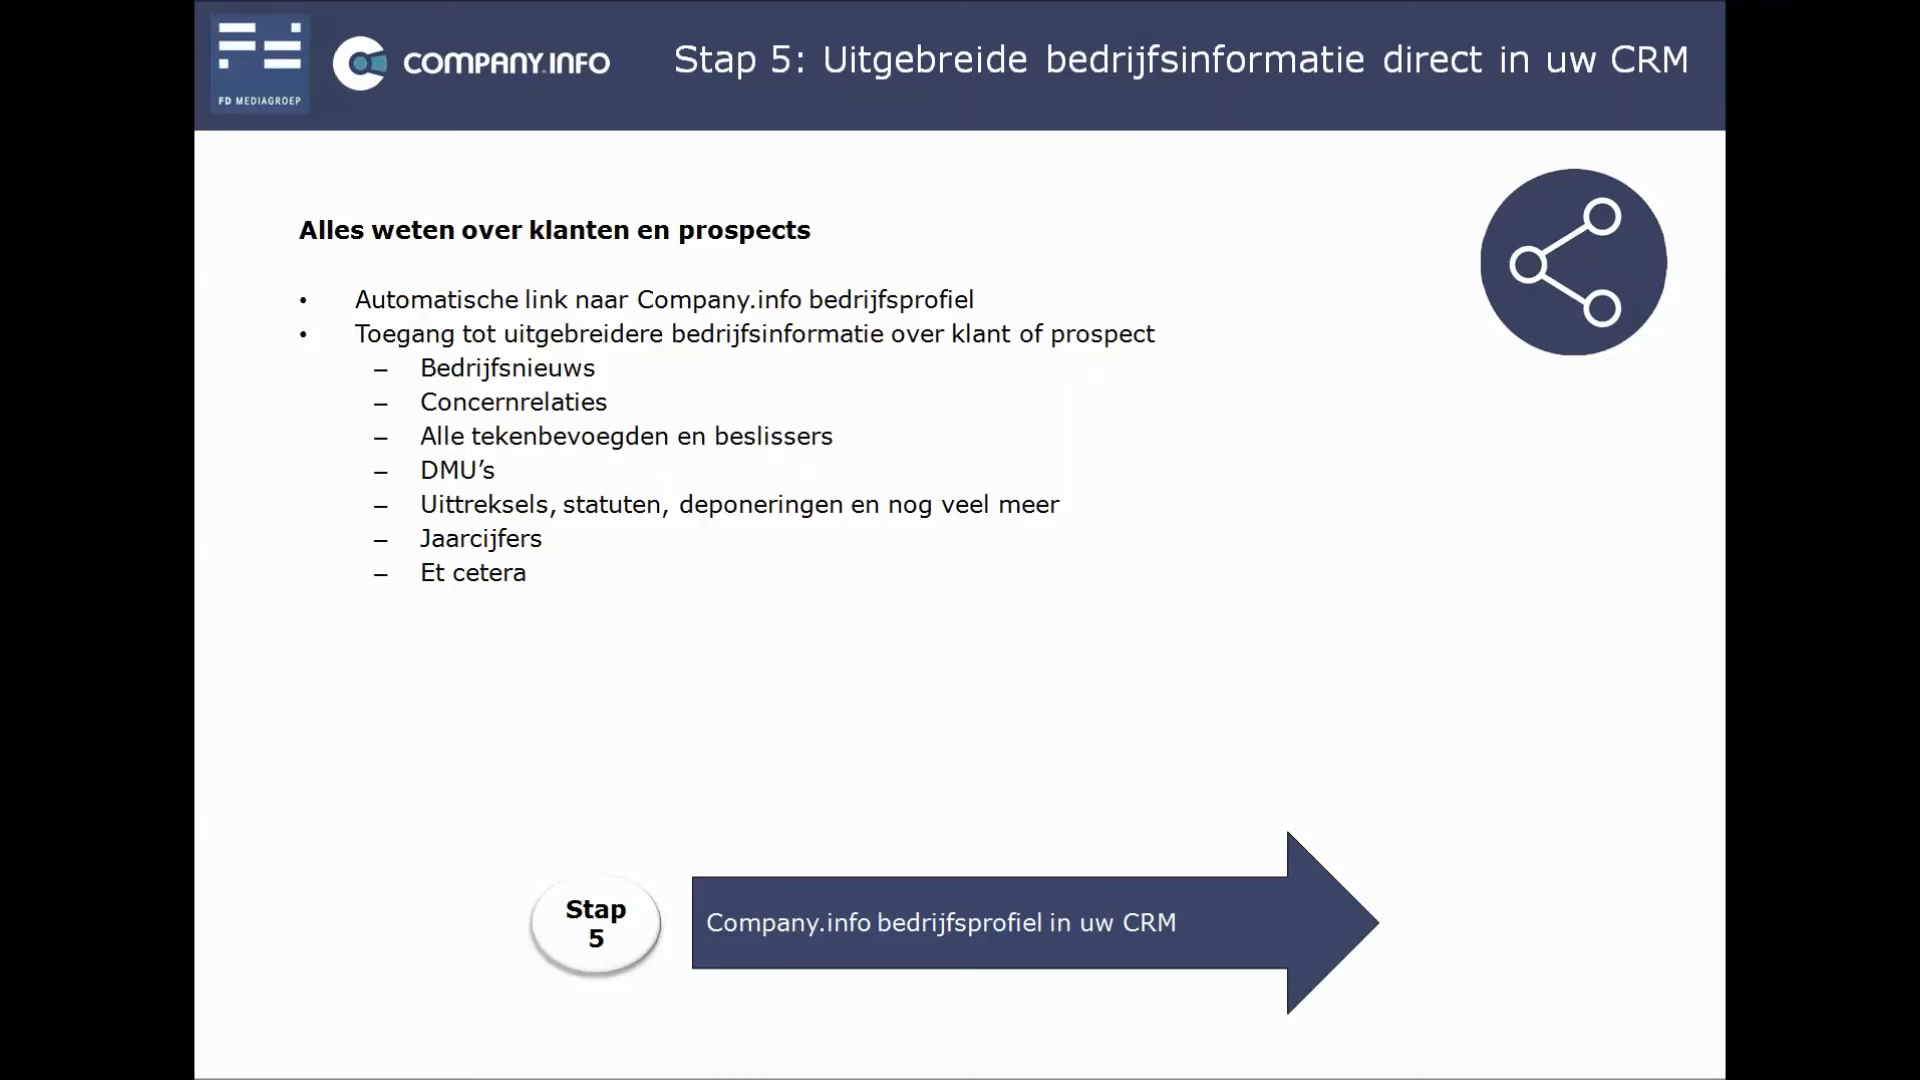 FD MEDIAGROEP
COMPANY.INFO
Stap 5: Uitgebreide bedrijfsinformatie direct in uw CRM
Alles weten over klanten en prospects
• Automatische link naar Company.info bedrijfsprofiel
• Toegang tot uitgebreidere bedrijfsinformatie over klant of prospect
– Bedrijfsnieuws
– Concernrelaties
– Alle tekenbevoegden en beslissers
– DMU’s
– Uittreksels, statuten, deponeringen en nog veel meer
– Jaarcijfers
– Et cetera
Stap
5
Company.info bedrijfsprofiel in uw CRM